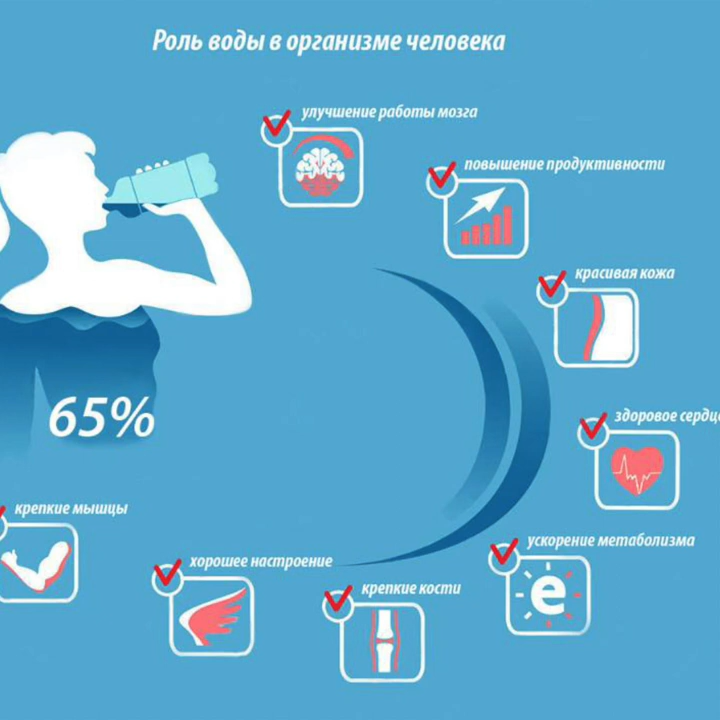 Роль воды в организме человека
улучшение работы мозга
повышение продуктивности
красивая кожа
здоровое сердц
65%
крепкие мышцы
ускорение метаболизма
хорошее настроение
крепкие кости
e